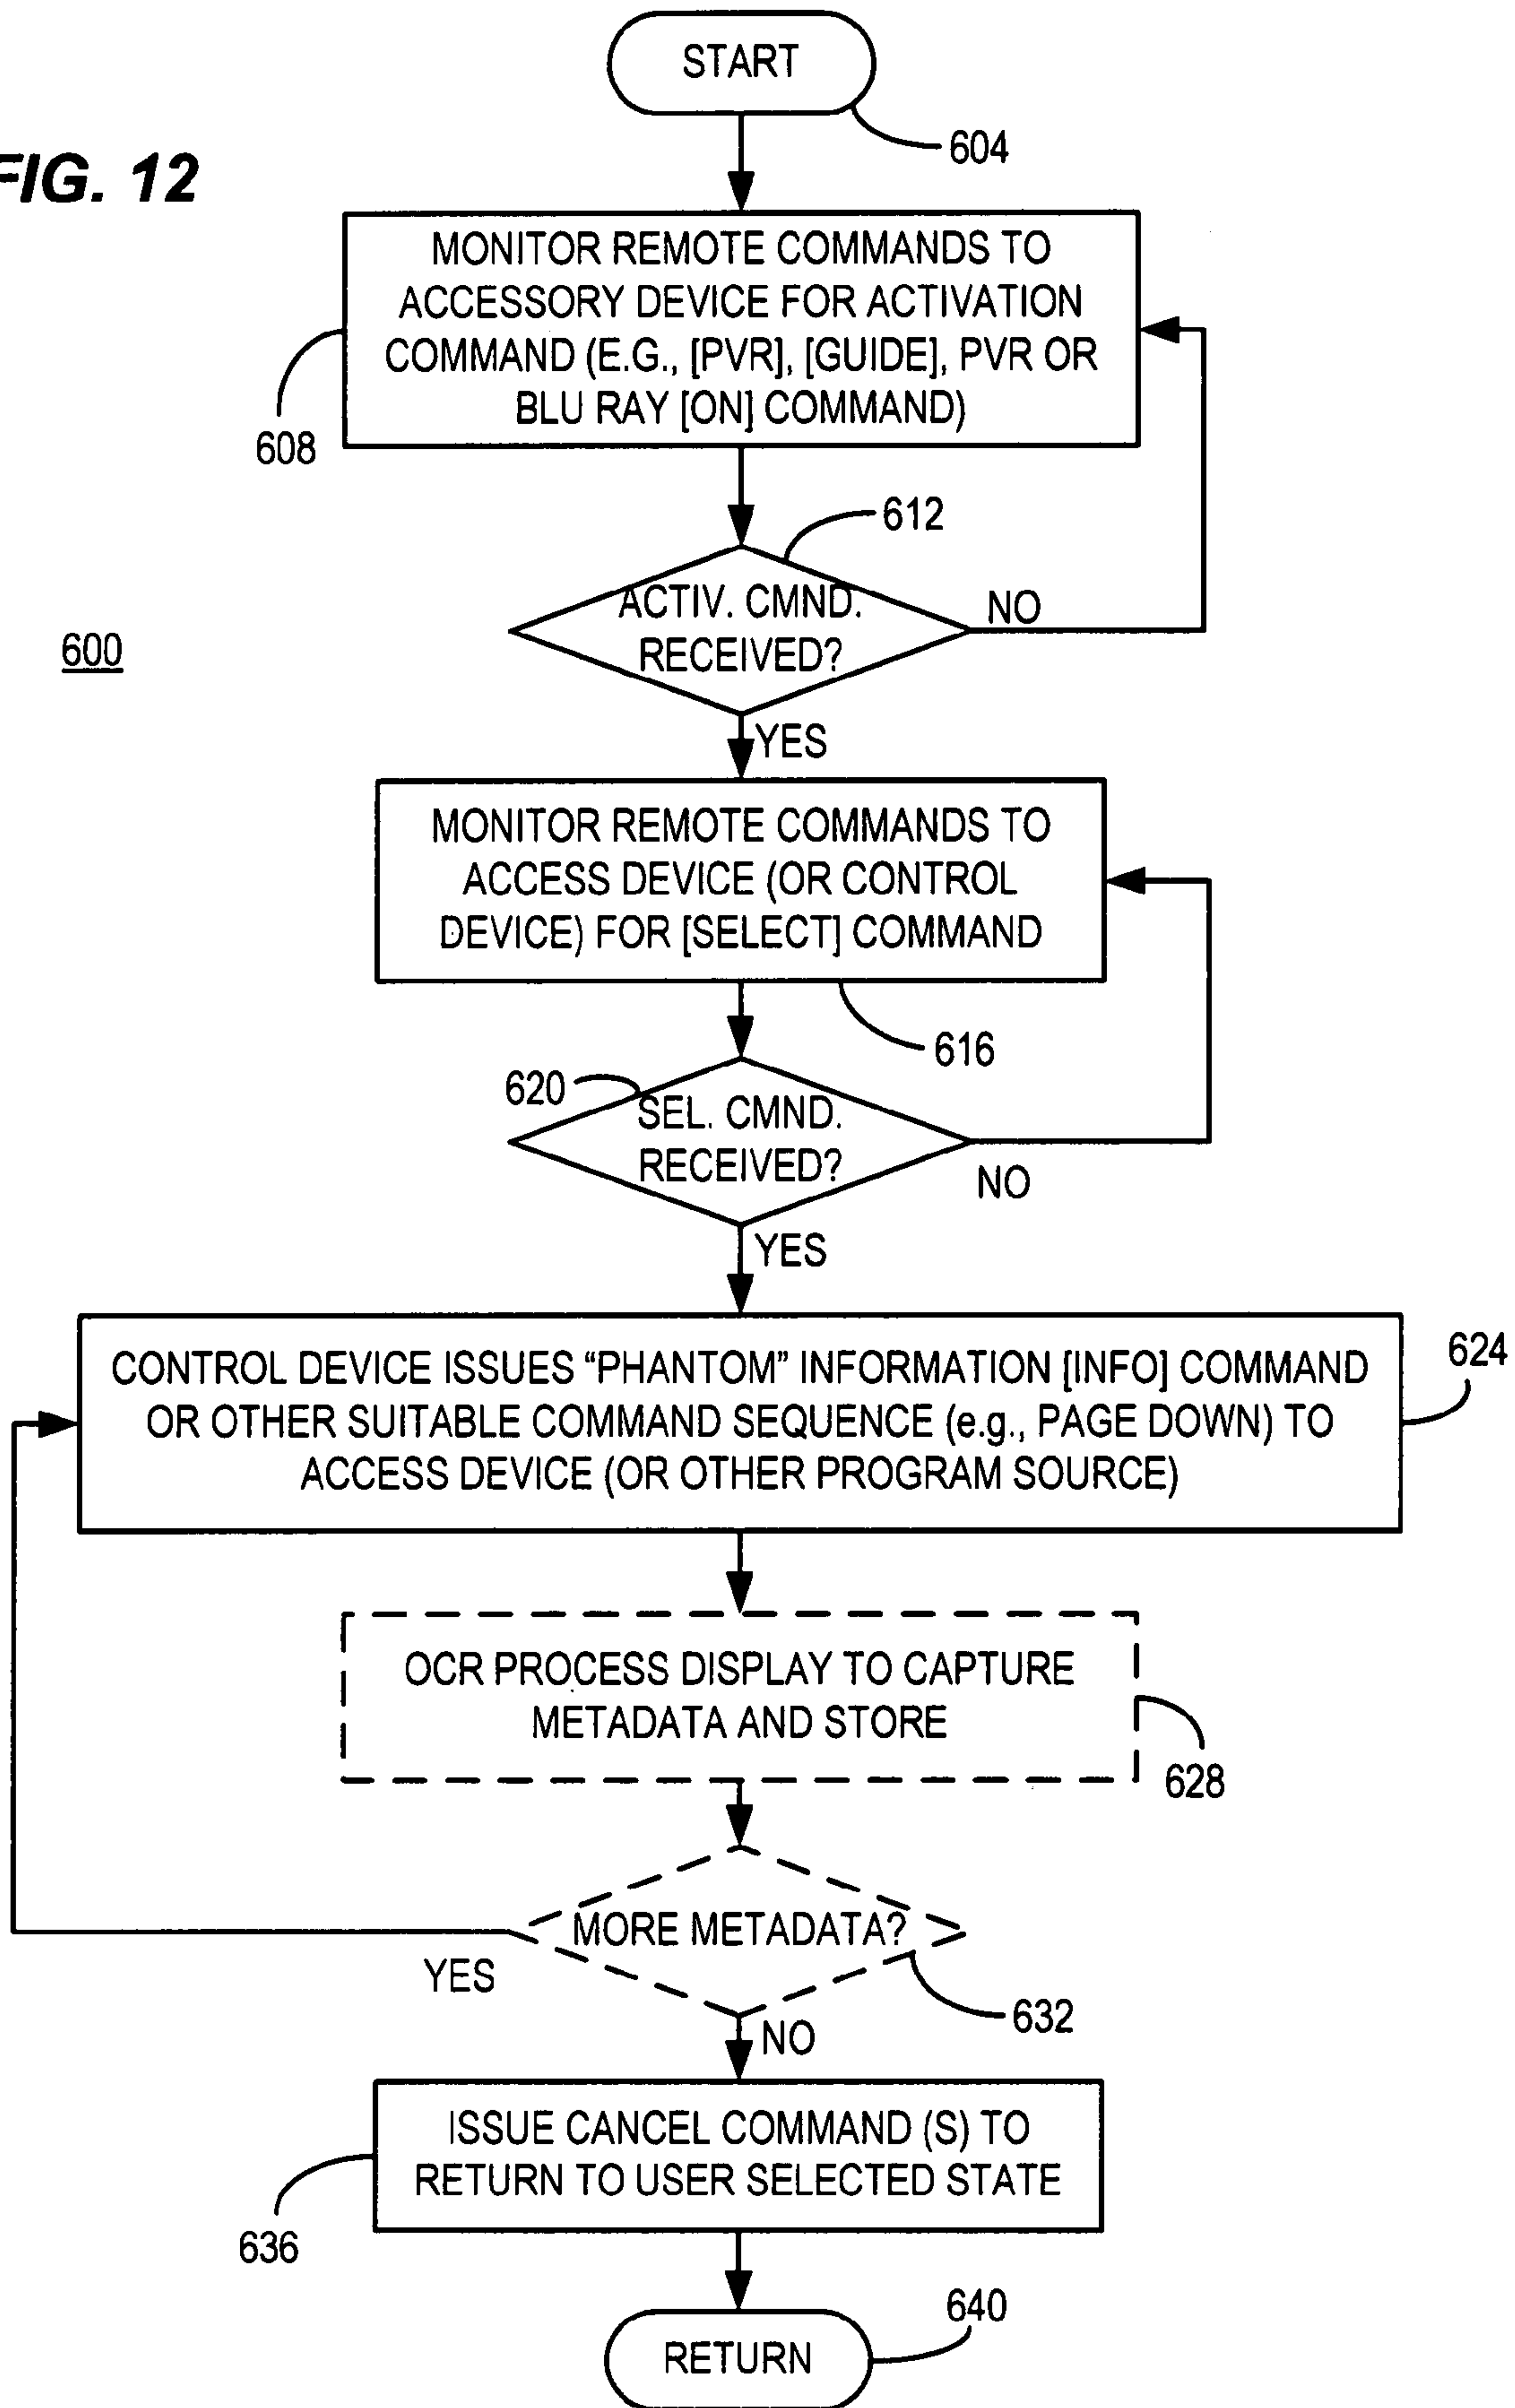 START
604
FIG. 12
MONITOR REMOTE COMMANDS TO
ACCESSORY DEVICE FOR ACTIVATION
COMMAND (E.G., [PVR], [GUIDE], PVR OR
BLU RAY [ON] COMMAND)
608
612
ACTIV. CMND.
RECEIVED?
NO
600
YES
MONITOR REMOTE COMMANDS TO
ACCESS DEVICE (OR CONTROL
DEVICE) FOR [SELECT] COMMAND
616
620
SEL. CMND.
RECEIVED?
NO
YES
CONTROL DEVICE ISSUES “PHANTOM” INFORMATION [INFO] COMMAND
OR OTHER SUITABLE COMMAND SEQUENCE (e.g., PAGE DOWN) TO
ACCESS DEVICE (OR OTHER PROGRAM SOURCE)
624
OCR PROCESS DISPLAY TO CAPTURE
METADATA AND STORE
628
MORE METADATA?
YES
632
NO
ISSUE CANCEL COMMAND (S) TO
RETURN TO USER SELECTED STATE
636
640
RETURN